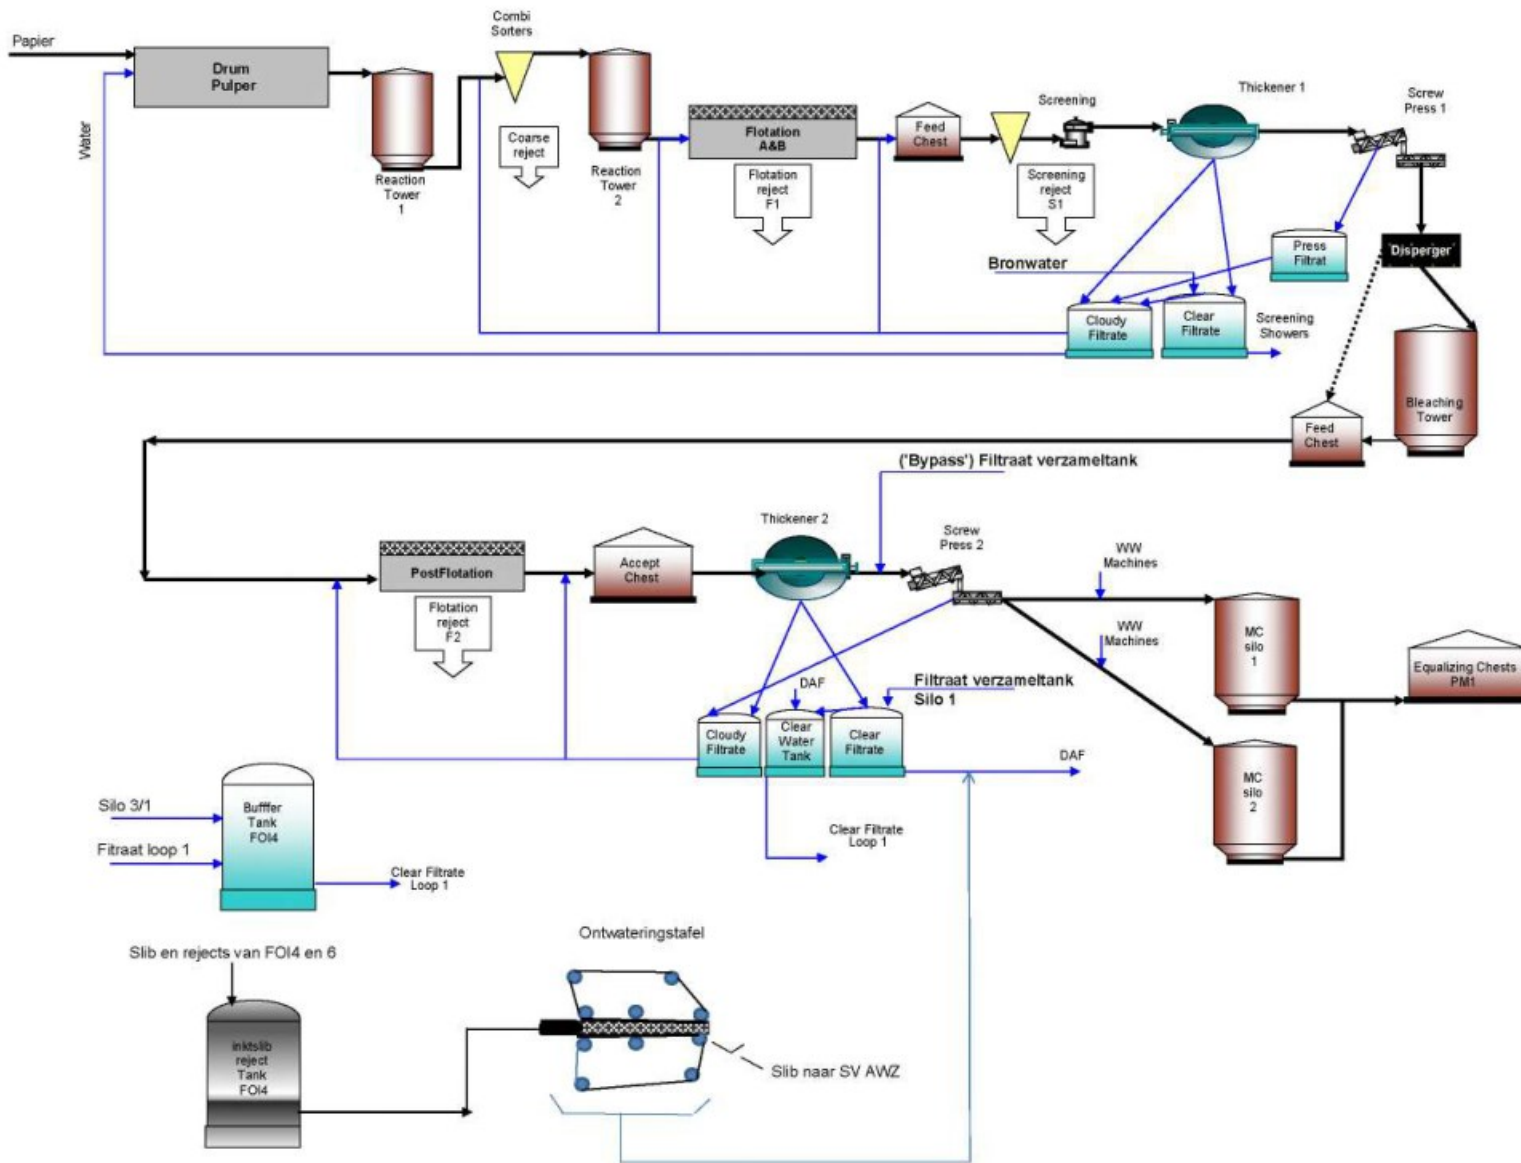 Papier
Drum
Pulper
Water
Reaction
Tower
1
Combi
Sorters
Coarse
reject
Reaction
Tower
2
Flotation
A&B
Flotation
reject
F1
Feed
Chest
Screening
Screening
reject
S1
Thickener 1
Screw
Press 1
Press
Filtrat
Disperger
Bronwater
Cloudy
Filtrate
Clear
Filtrate
Screening
Showers
Bleaching
Tower
Feed
Chest
('Bypass') Filtraat verzameltank
PostFlotation
Flotation
reject
F2
Accept
Chest
Thickener 2
Screw
Press 2
WW
Machines
WW
Machines
MC
silo
1
Equalizing Chests
PM1
MC
silo
2
DAF
Filtraat verzameltank
Silo 1
Cloudy
Filtrate
Clear
Water
Tank
Clear
Filtrate
DAF
Clear Filtrate
Loop 1
Silo 3/1
Fitraat loop 1
Bufffer
Tank
FOI4
Clear Filtrate
Loop 1
Slib en rejects van FOI4 en 6
inktslib
reject
Tank
FOI4
Ontwateringstafel
Slib naar SV AWZ